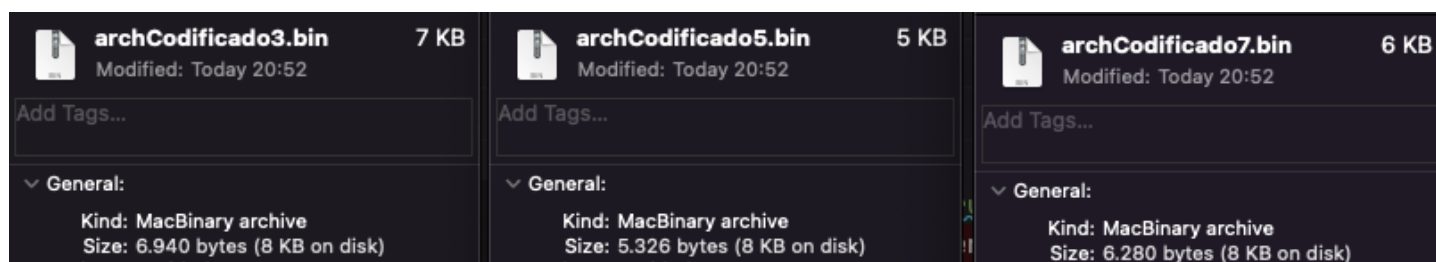 archCodificado3.bin 7 KB
Modified: Today 20:52
Add Tags...
General:
Kind: MacBinary archive
Size: 6.940 bytes (8 KB on disk)
archCodificado5.bin 5 KB
Modified: Today 20:52
Add Tags...
General:
Kind: MacBinary archive
Size: 5.326 bytes (8 KB on disk)
archCodificado7.bin 6 KB
Modified: Today 20:52
Add Tags...
General:
Kind: MacBinary archive
Size: 6.280 bytes (8 KB on disk)